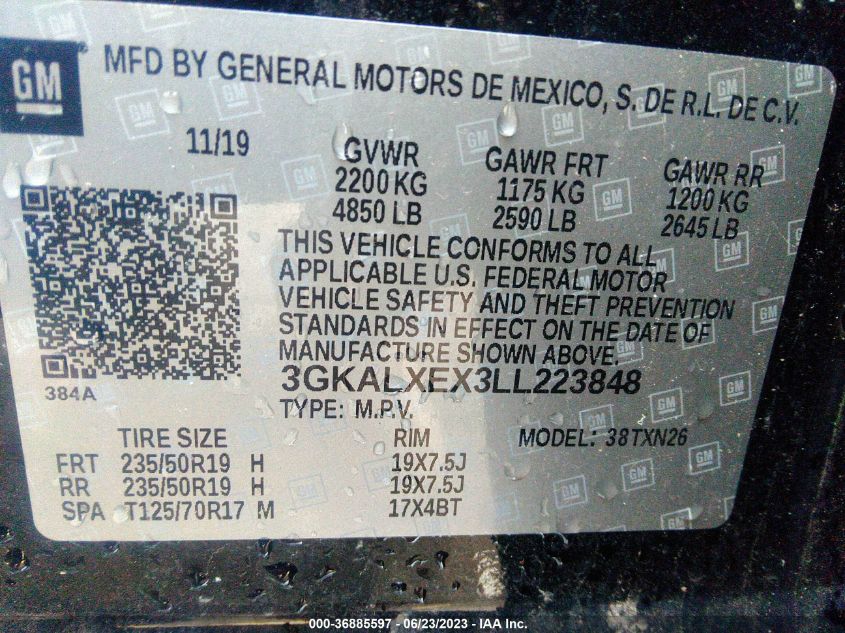 GM
MFD BY GENERAL MOTORS DE MEXICO, S. DE R.L. DE C.V.
11/19
GVWR GAWR FRT GAWR RR
2200 KG 1175 KG 1200 KG
4850 LB 2590 LB 2645 LB
THIS VEHICLE CONFORMS TO ALL
APPLICABLE U.S. FEDERAL MOTOR
VEHICLE SAFETY AND THEFT PREVENTION
STANDARDS IN EFFECT ON THE DATE OF
MANUFACTURE SHOWN ABOVE.
384A
3GKALXEX3LL223848
TYPE: M.P.V.
TIRE SIZE RIM MODEL: 38TXN26
FRT 235/50R19 H 19X7.5J
RR 235/50R19 H 19X7.5J
SPA T125/70R17 M 17X4BT
000-36885597 - 06/23/2023 - IAA Inc.